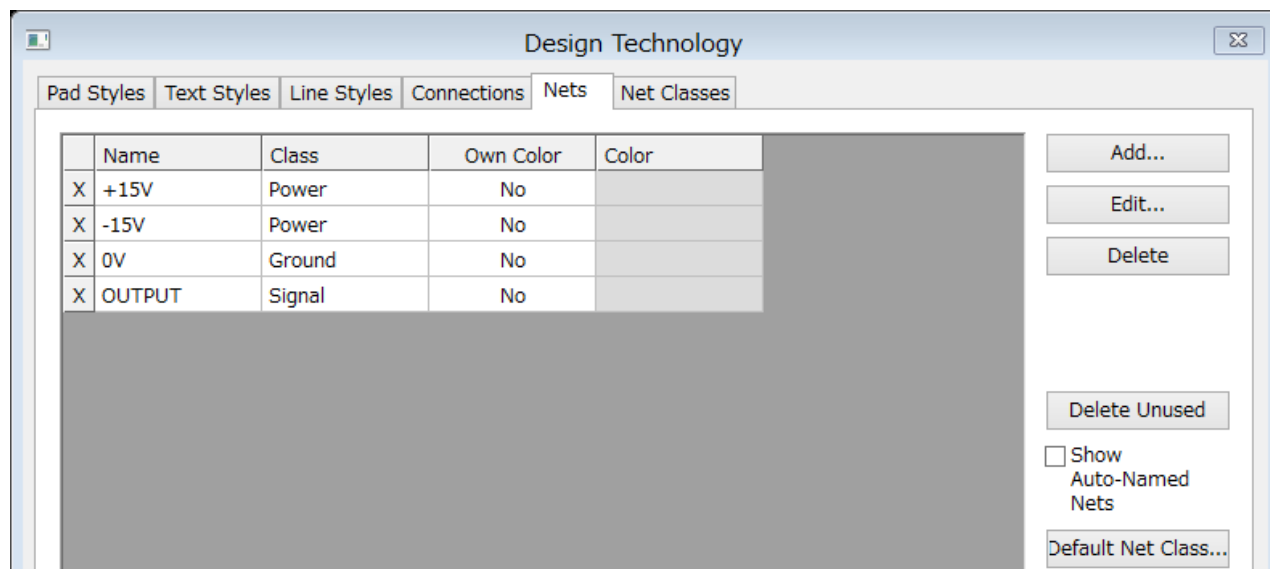 Design Technology
Pad Styles Text Styles Line Styles Connections Nets Net Classes
Name Class Own Color Color
X +15V Power No
X -15V Power No
X 0V Ground No
X OUTPUT Signal No
Add...
Edit...
Delete
Delete Unused
Show
Auto-Named
Nets
Default Net Class...